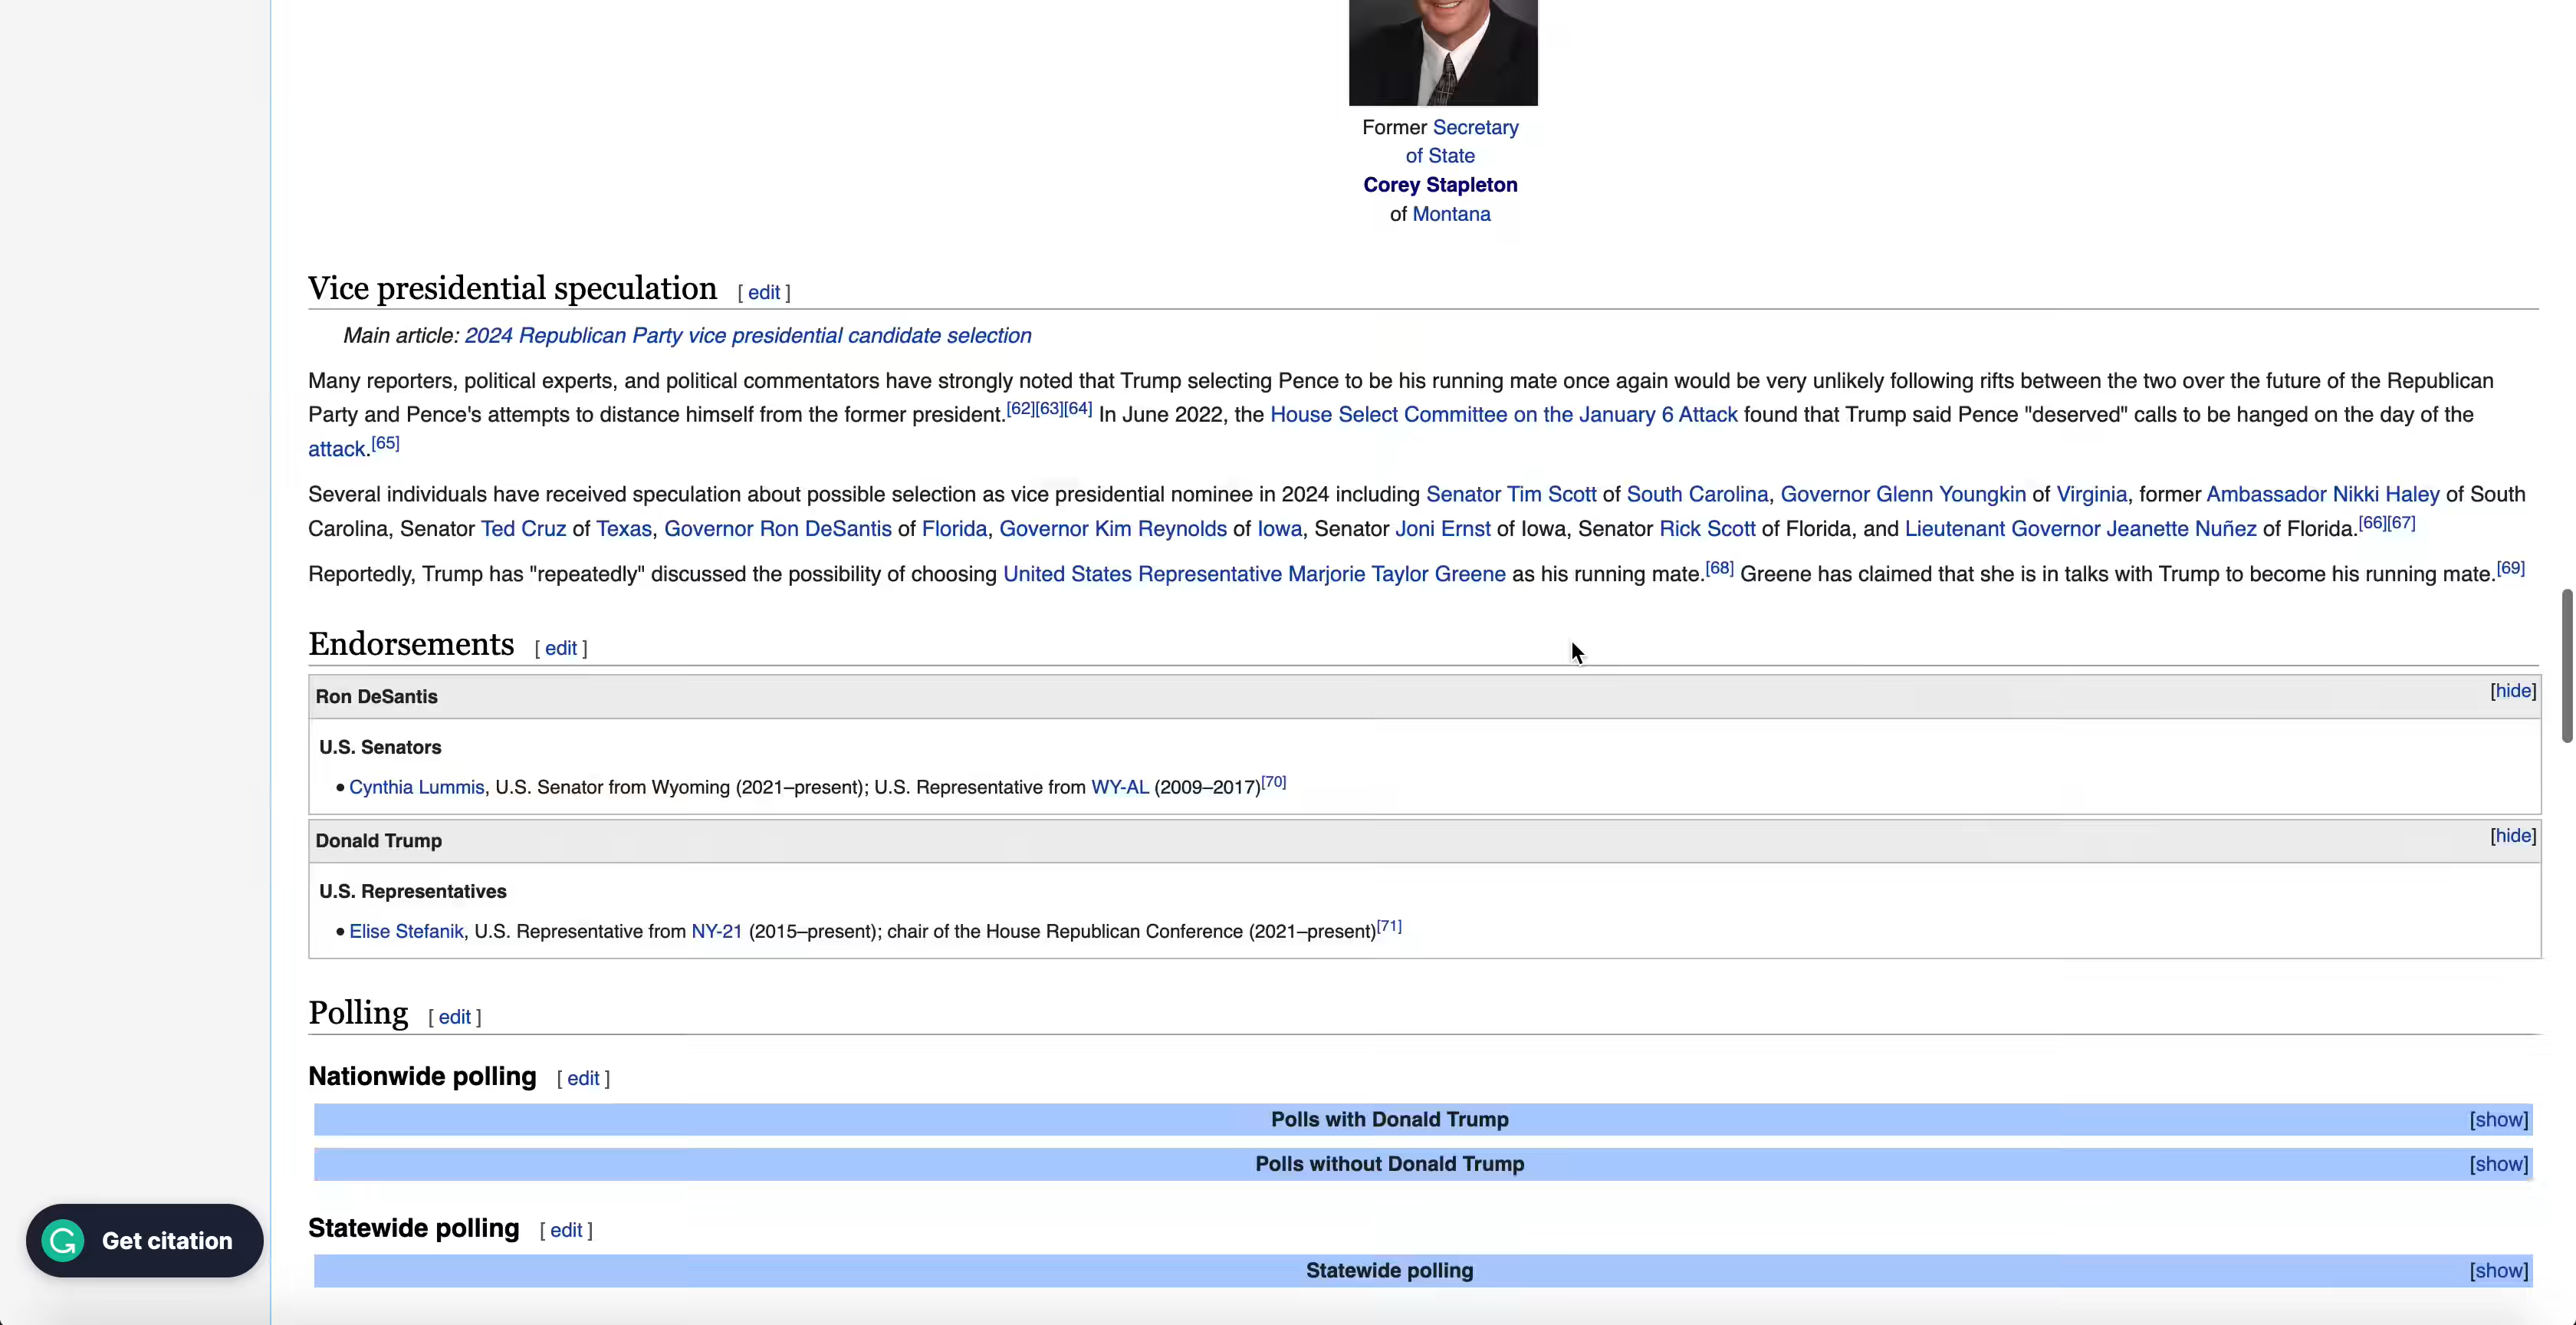 Former Secretary
of State
Corey Stapleton
of Montana
Vice presidential speculation [ edit ]
Main article: 2024 Republican Party vice presidential candidate selection
Many reporters, political experts, and political commentators have strongly noted that Trump selecting Pence to be his running mate once again would be very unlikely following rifts between the two over the future of the Republican
Party and Pence's attempts to distance himself from the former president.[62][63][64] In June 2022, the House Select Committee on the January 6 Attack found that Trump said Pence "deserved" calls to be hanged on the day of the
attack.[65]
Several individuals have received speculation about possible selection as vice presidential nominee in 2024 including Senator Tim Scott of South Carolina, Governor Glenn Youngkin of Virginia, former Ambassador Nikki Haley of South
Carolina, Senator Ted Cruz of Texas, Governor Ron DeSantis of Florida, Governor Kim Reynolds of Iowa, Senator Joni Ernst of Iowa, Senator Rick Scott of Florida, and Lieutenant Governor Jeanette Nuñez of Florida.[66][67]
Reportedly, Trump has "repeatedly" discussed the possibility of choosing United States Representative Marjorie Taylor Greene as his running mate.[68] Greene has claimed that she is in talks with Trump to become his running mate.[69]
Endorsements [ edit ]
Ron DeSantis [hide]
U.S. Senators
• Cynthia Lummis, U.S. Senator from Wyoming (2021–present); U.S. Representative from WY-AL (2009–2017)[70]
Donald Trump [hide]
U.S. Representatives
• Elise Stefanik, U.S. Representative from NY-21 (2015–present); chair of the House Republican Conference (2021–present)[71]
Polling [ edit ]
Nationwide polling [ edit ]
Polls with Donald Trump [show]
Polls without Donald Trump [show]
Statewide polling [ edit ]
Get citation
Statewide polling [show]